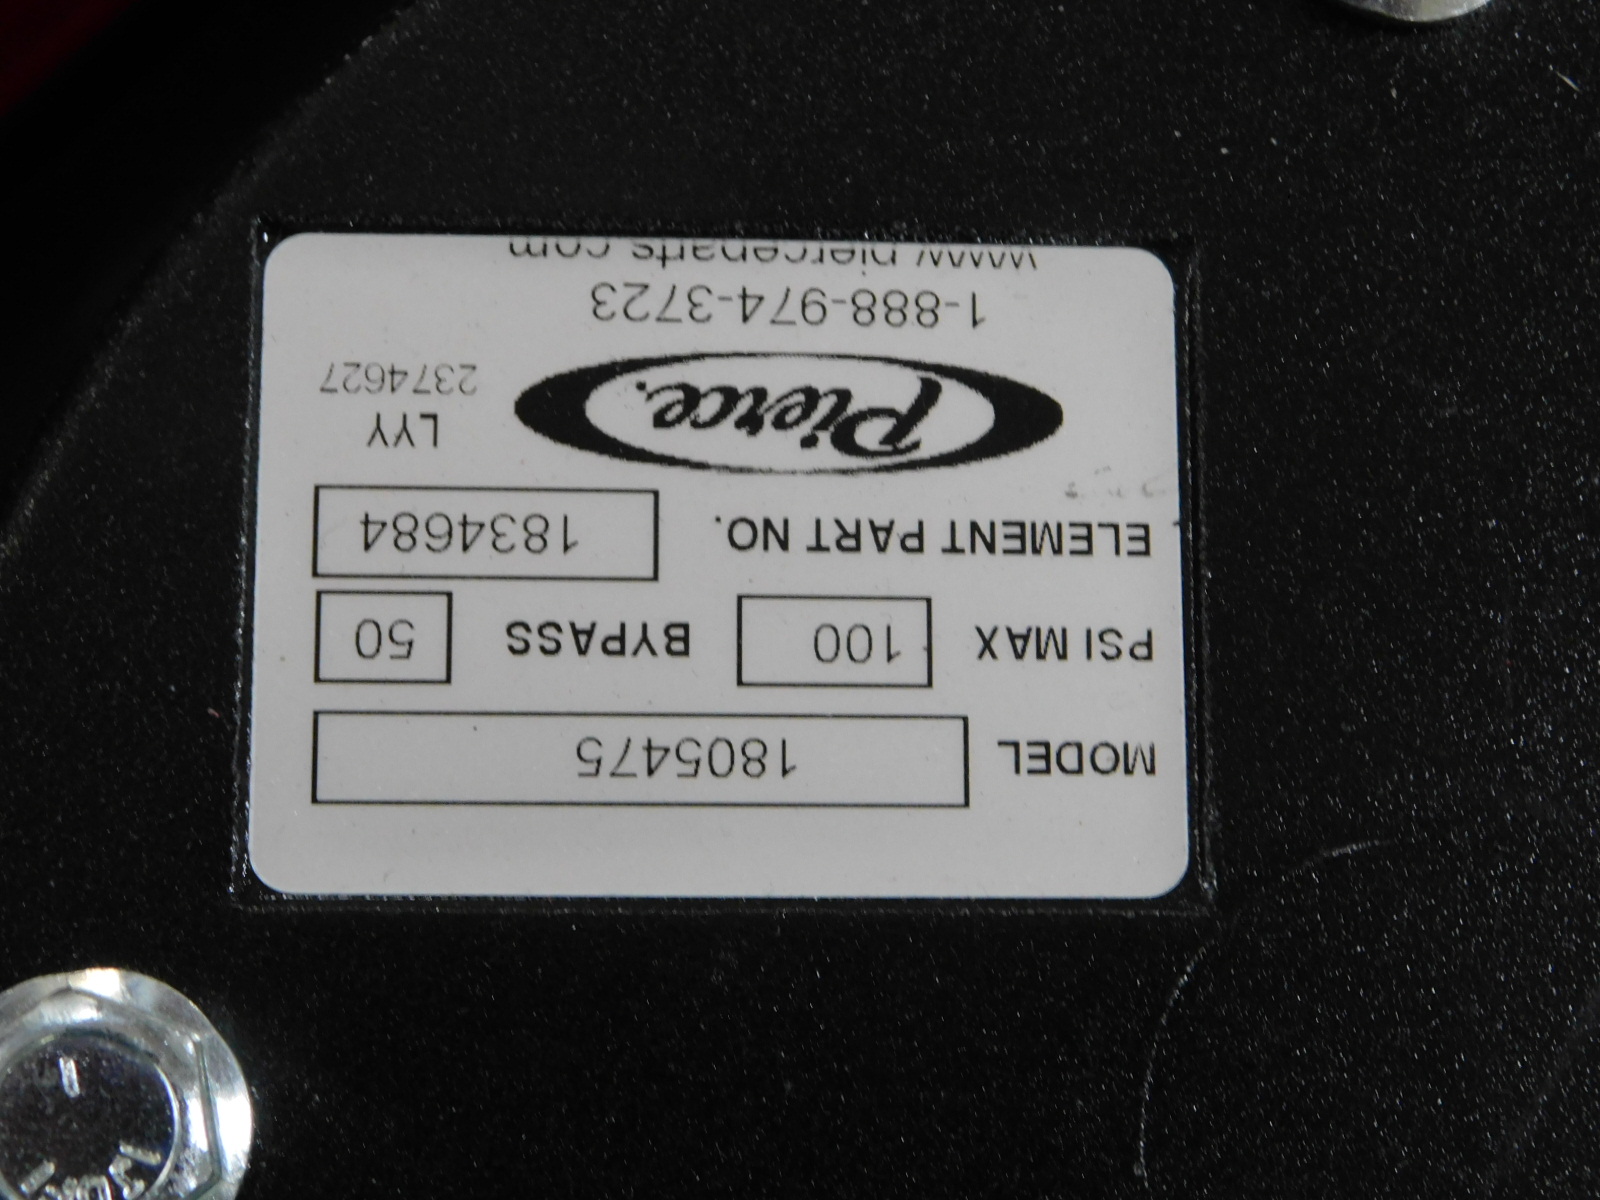 MODEL 1805475
PSI MAX 100 BYPASS 50
ELEMENT PART NO. 1834684
Pierce.
LYY
2374627
1-888-974-3723
www.pierceparts.com